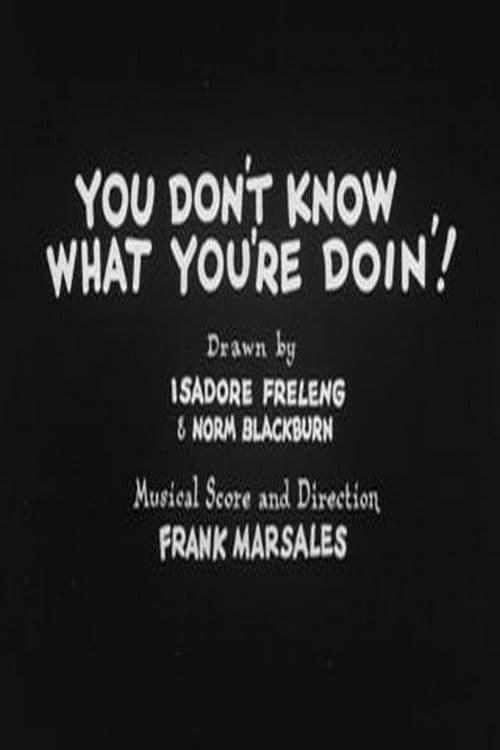 YOU DON'T KNOW
WHAT YOU'RE DOIN'!
Drawn by
ISADORE FRELENG
& NORM BLACKBURN
Musical Score and Direction
FRANK MARSALES